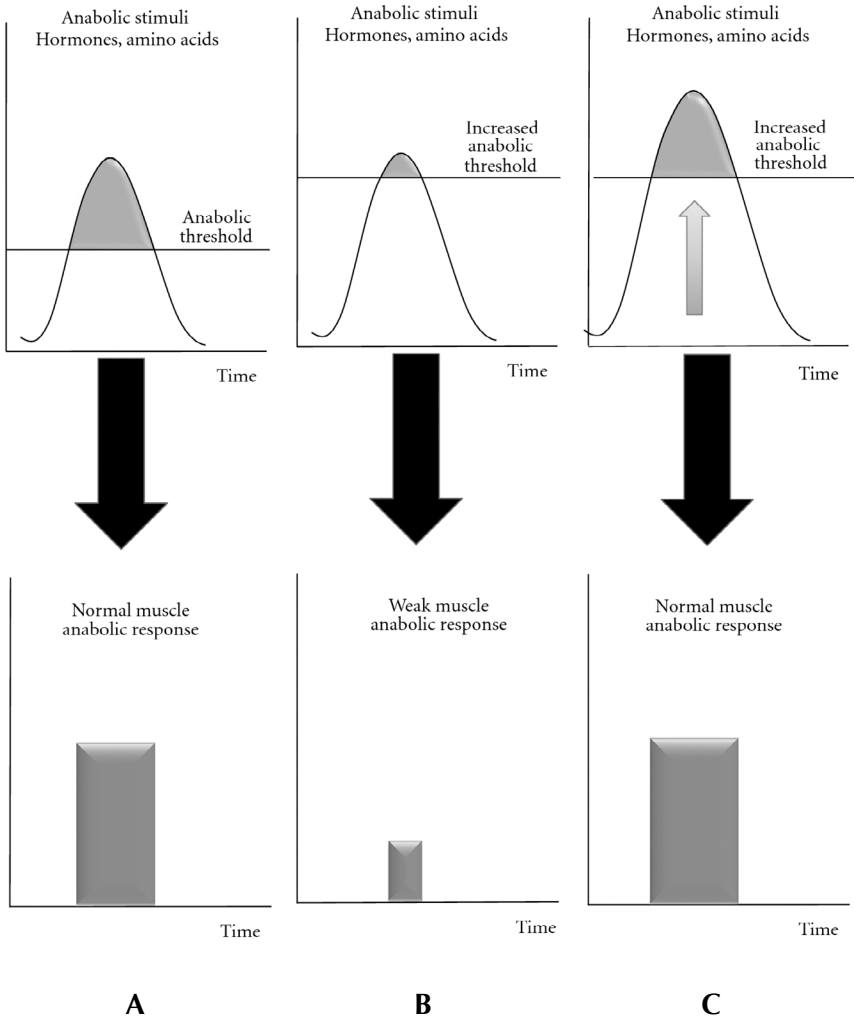 Anabolic stimuli
Hormones, amino acids
Anabolic
threshold
Time
Anabolic stimuli
Hormones, amino acids
Increased
anabolic
threshold
Time
Anabolic stimuli
Hormones, amino acids
Increased
anabolic
threshold
Time
Normal muscle
anabolic response
Time
Weak muscle
anabolic response
Time
Normal muscle
anabolic response
Time
A
B
C